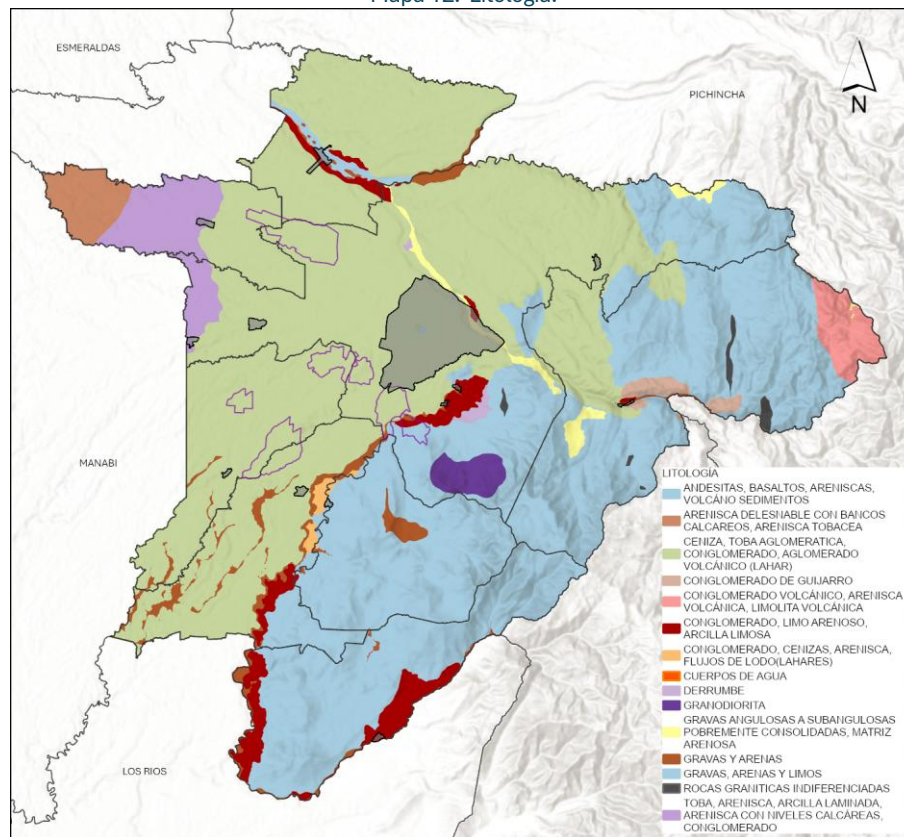 Mapa 12. Litología.
ESMERALDAS
PICHINCHA
N
MANABI
LOS RIOS
LITOLOGÍA
ANDESITAS, BASALTOS, ARENISCAS,
VOLCÁNO SEDIMENTOS
ARENISCA DELESNABLE CON BANCOS
CALCAREOS, ARENISCA TOBACEA
CENIZA, TOBA AGLOMERATICA,
CONGLOMERADO, AGLOMERADO
VOLCÁNICO (LAHAR)
CONGLOMERADO DE GUIJARRO
CONGLOMERADO VOLCÁNICO, ARENISCA
VOLCÁNICA, LIMOLITA VOLCÁNICA
CONGLOMERADO, LIMO ARENOSO,
ARCILLA LIMOSA
CONGLOMERADO, CENIZAS, ARENISCA,
FLUJOS DE LODO(LAHARES)
CUERPOS DE AGUA
DERRUMBE
GRANODIORITA
GRAVAS ANGULOSAS A SUBANGULOSAS
POBREMENTE CONSOLIDADAS, MATRIZ
ARENOSA
GRAVAS Y ARENAS
GRAVAS, ARENAS Y LIMOS
ROCAS GRANITICAS INDIFERENCIADAS
TOBA, ARENISCA, ARCILLA LAMINADA,
ARENISCA CON NIVELES CALCÁREAS,
CONGLOMERADO